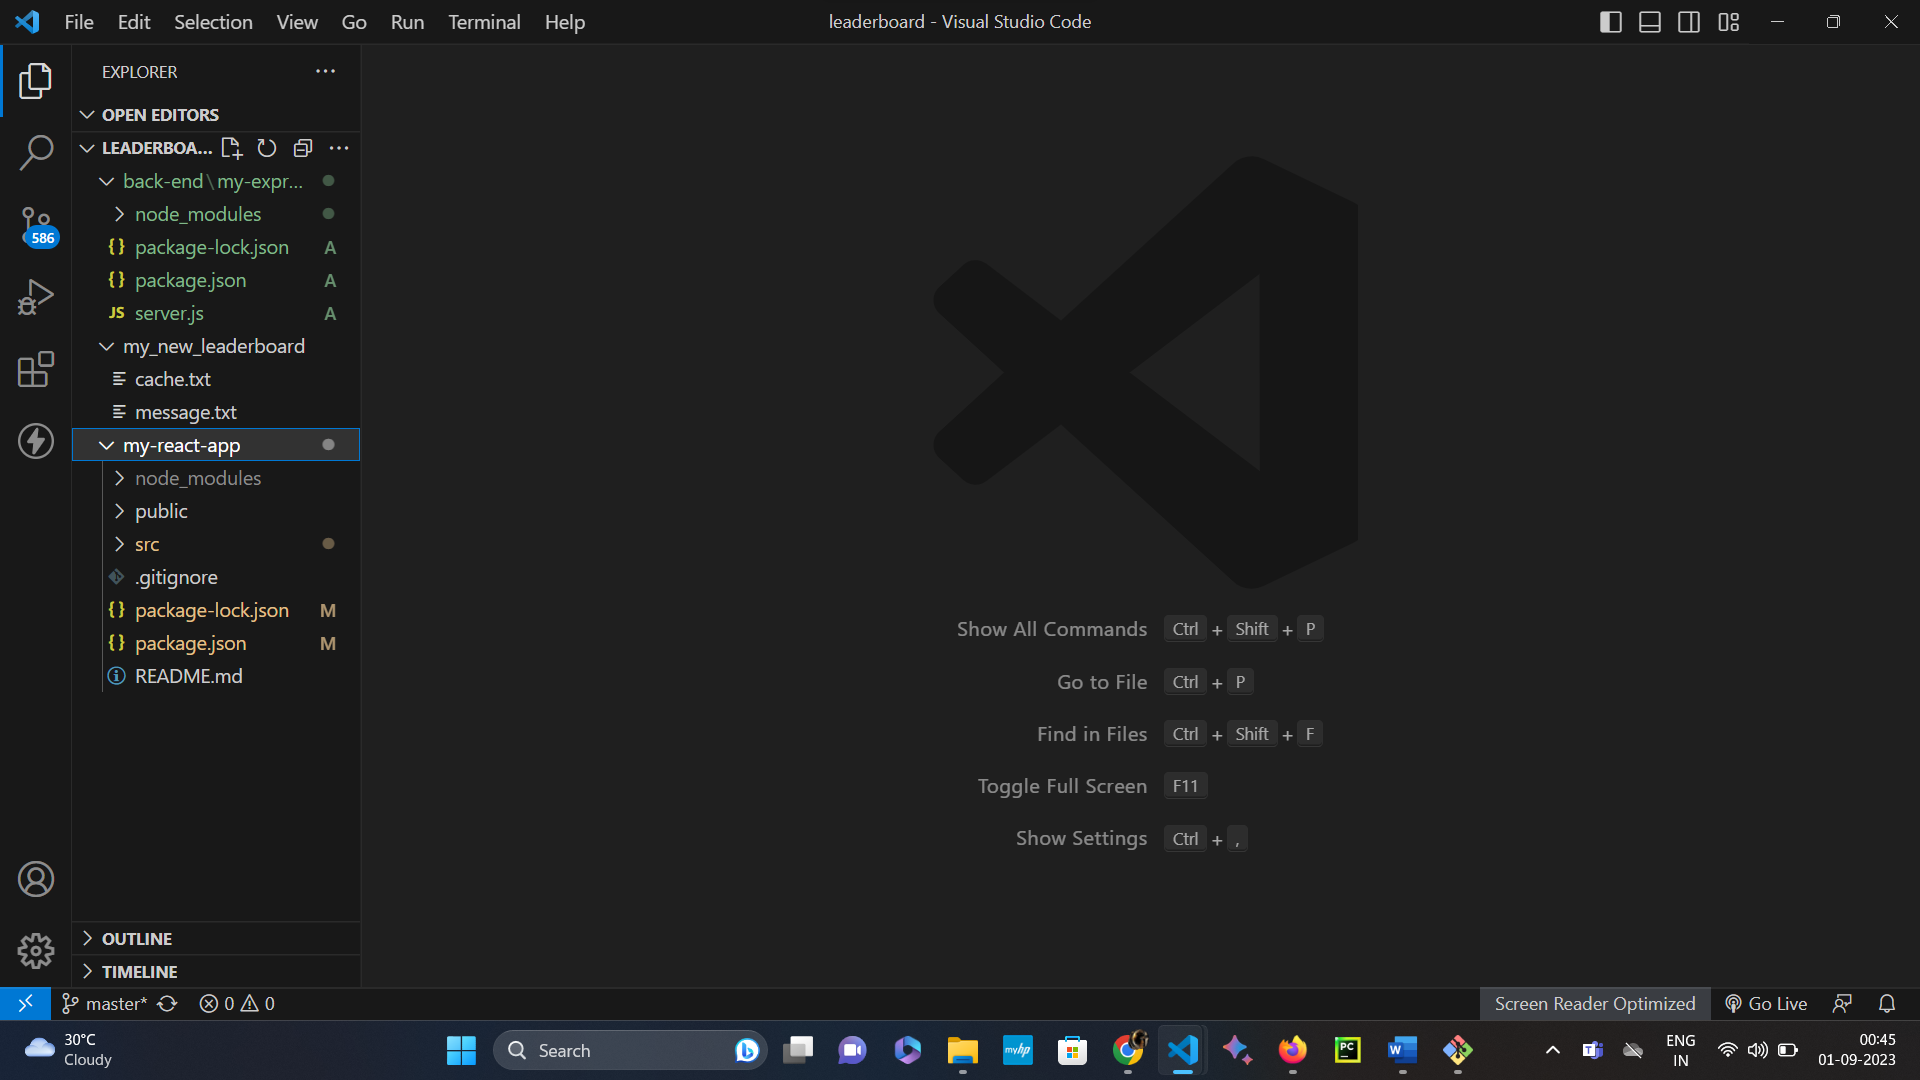 File Edit Selection View Go Run Terminal Help
leaderboard - Visual Studio Code
EXPLORER
OPEN EDITORS
LEADERBOA...
back-end\my-expr...
node_modules
package-lock.json A
package.json A
JS server.js A
my_new_leaderboard
cache.txt
message.txt
my-react-app
node_modules
public
src
.gitignore
package-lock.json M
package.json M
README.md
586
Show All Commands Ctrl + Shift + P
Go to File Ctrl + P
Find in Files Ctrl + Shift + F
Toggle Full Screen F11
Show Settings Ctrl + ,
OUTLINE
TIMELINE
master* 0 0
Screen Reader Optimized Go Live
30°C
Cloudy
Search
myhp
PC
W
ENG
IN
00:45
01-09-2023